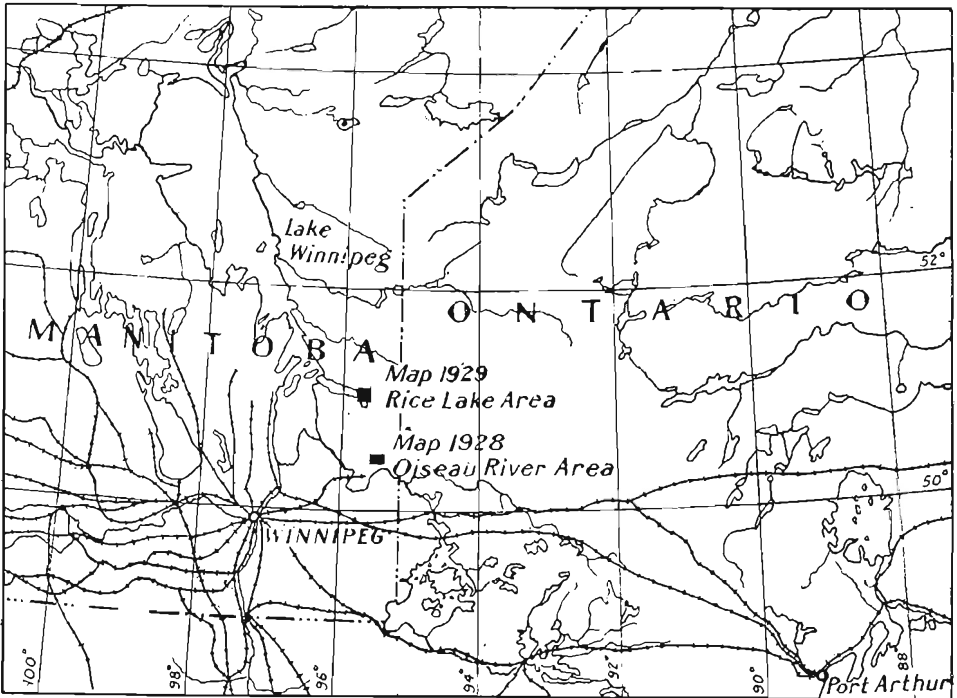 Lake
Winnipeg
52°
ONTARIO
MANITOBA
Map 1929
Rice Lake Area
Map 1928
Oiseau River Area
50°
WINNIPEG
100°
98°
96°
94°
92°
90°
88°
Port Arthur